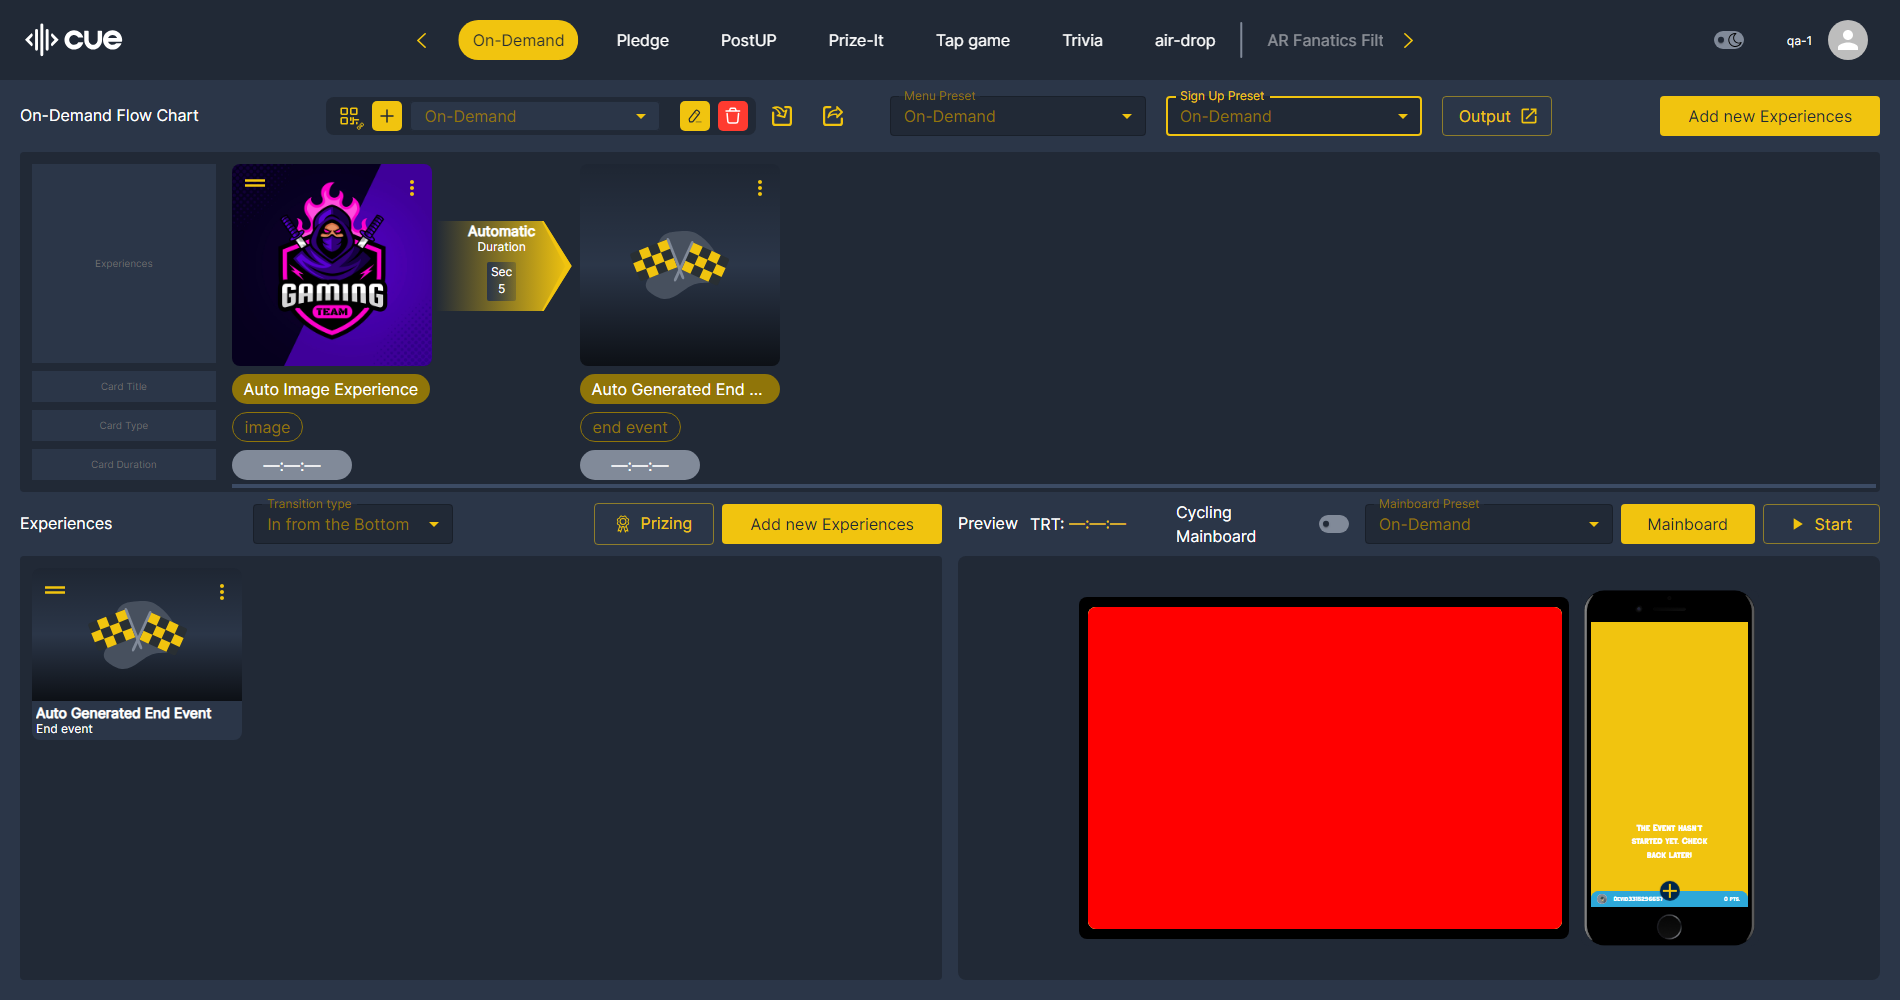 cue
On-Demand
Pledge
PostUP
Prize-It
Tap game
Trivia
air-drop
AR Fanatics Filt
qa-1
On-Demand Flow Chart
On-Demand
Menu Preset
On-Demand
Sign Up Preset
On-Demand
Output
Add new Experiences
Experiences
GAMING
TEAM
Automatic
Duration
Sec
5
Card Title
Auto Image Experience
Auto Generated End ...
Card Type
image
end event
Card Duration
—:—:—
—:—:—
Experiences
Transition type
In from the Bottom
Prizing
Add new Experiences
Preview
TRT: —:—:—
Cycling
Mainboard
Mainboard Preset
On-Demand
Mainboard
Start
Auto Generated End Event
End event
The Event hasn't
started yet. Check
back later!
0 pts.